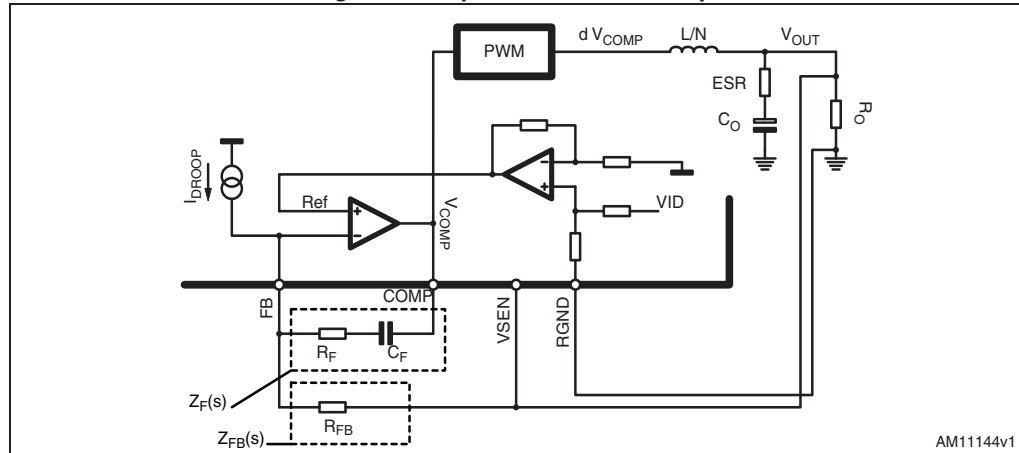 PWM
d V_COMP
L/N
V_OUT
ESR
C_O
R_O
I_DROOP
Ref
V_COMP
VID
FB
COMP
VSEN
RGND
R_F
C_F
Z_F(s)
R_FB
Z_FB(s)
AM11144v1